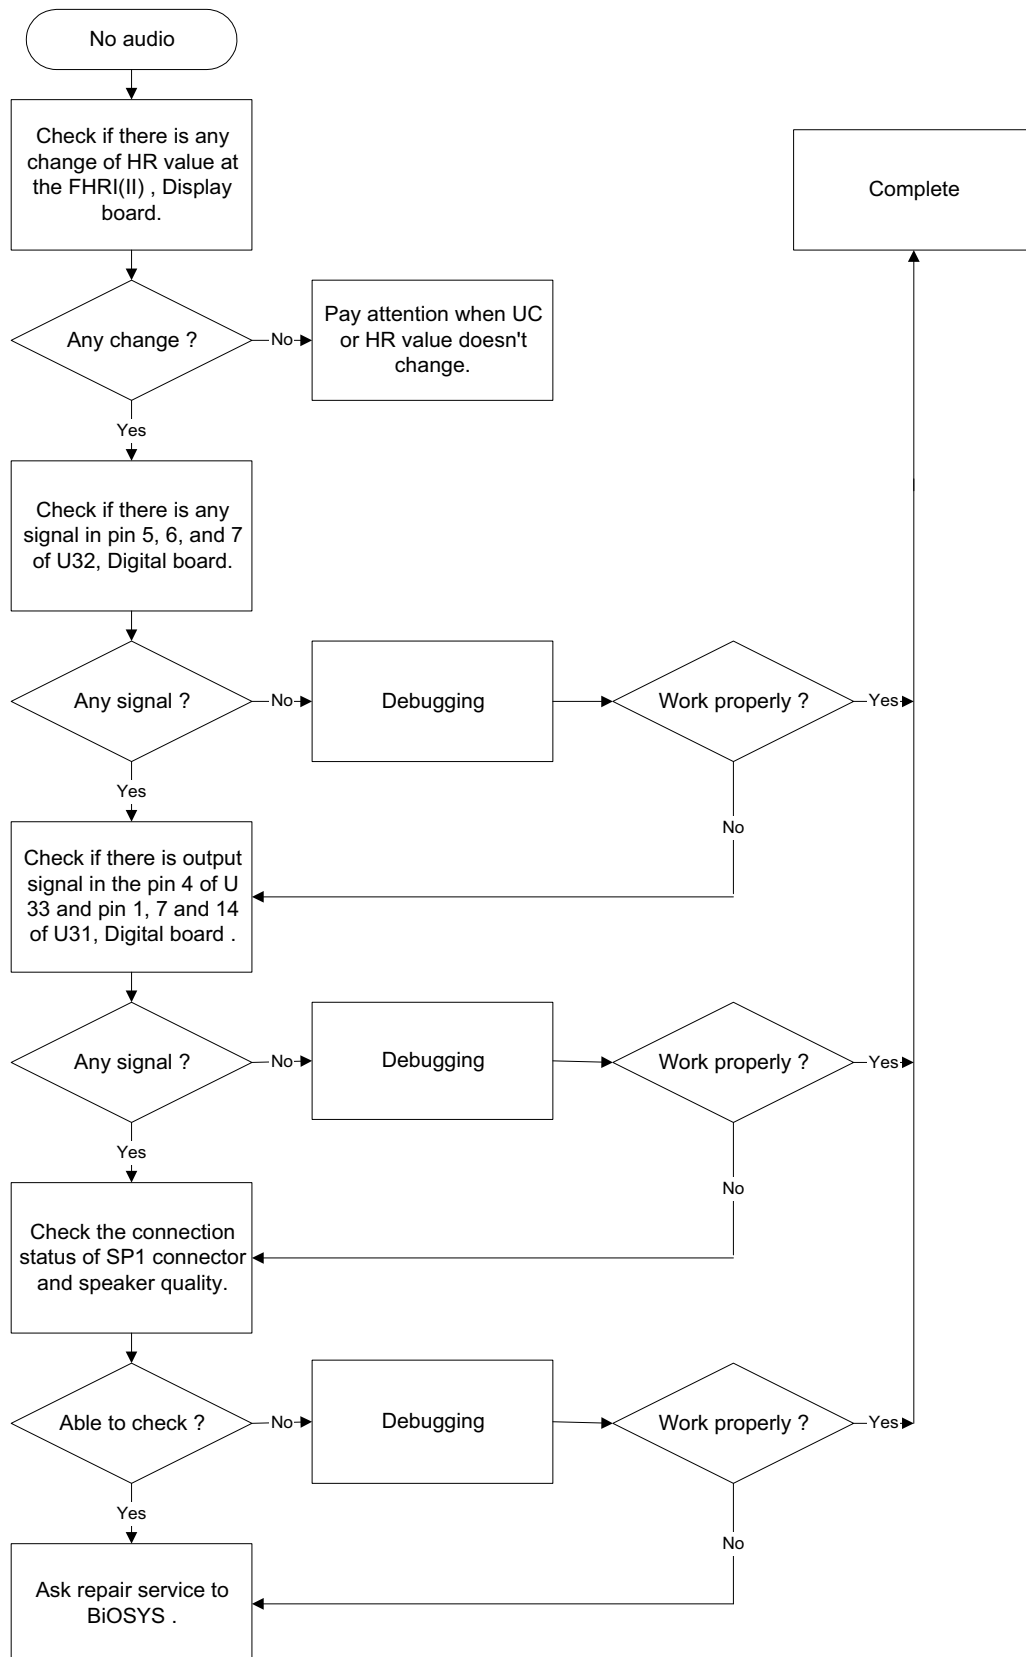 No audio
Check if there is any
change of HR value at
the FHRI(II) , Display
board.
Complete
Any change ?
No
Pay attention when UC
or HR value doesn't
change.
Yes
Check if there is any
signal in pin 5, 6, and 7
of U32, Digital board.
Any signal ?
No
Debugging
Work properly ?
Yes
Yes
No
Check if there is output
signal in the pin 4 of U
33 and pin 1, 7 and 14
of U31, Digital board .
Any signal ?
No
Debugging
Work properly ?
Yes
Yes
No
Check the connection
status of SP1 connector
and speaker quality.
Able to check ?
No
Debugging
Work properly ?
Yes
Yes
No
Ask repair service to
BiOSYS .